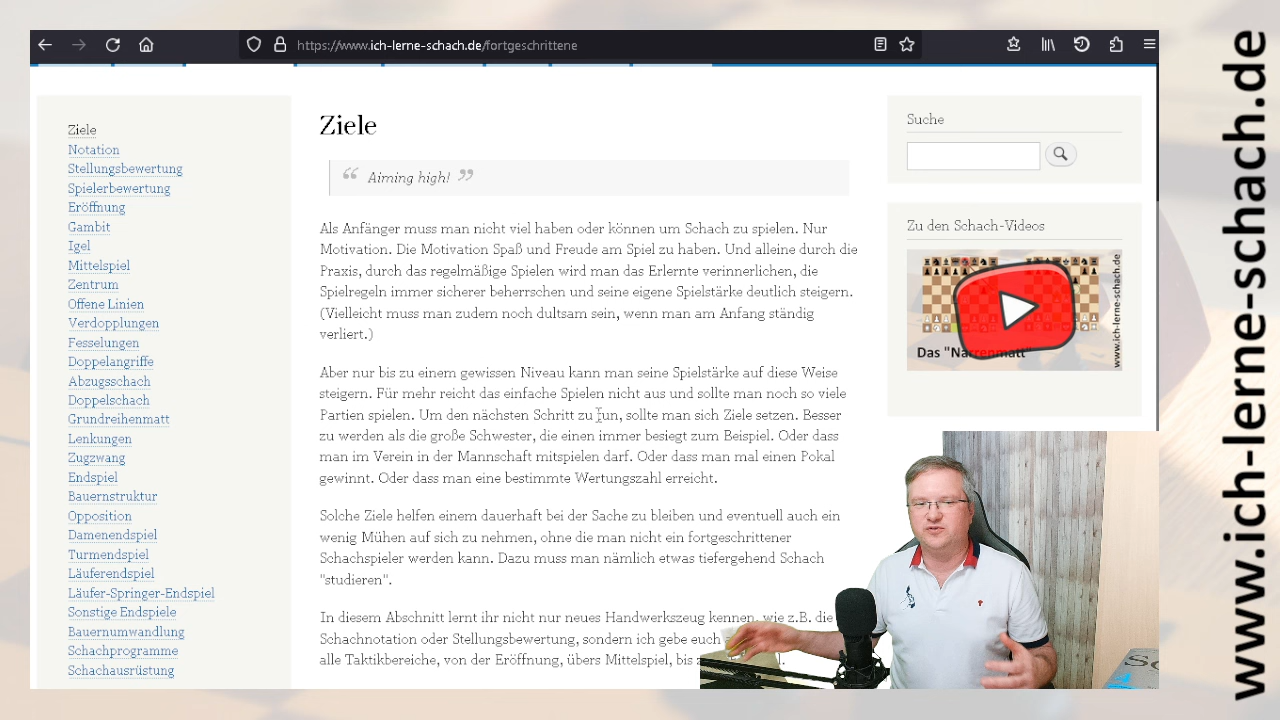 https://www.ich-lerne-schach.de/fortgeschrittene
Ziele
Notation
Stellungsbewertung
Spielerbewertung
Eröffnung
Gambit
Igel
Mittelspiel
Zentrum
Offene Linien
Verdopplungen
Fesselungen
Doppelangriffe
Abzugsschach
Doppelschach
Grundreihenmatt
Lenkungen
Zugzwang
Endspiel
Bauernstruktur
Opposition
Damenendspiel
Turmendspiel
Läuferendspiel
Läufer-Springer-Endspiel
Sonstige Endspiele
Bauernumwandlung
Schachprogramme
Schachausrüstung
Ziele
“ Aiming high! ”
Als Anfänger muss man nicht viel haben oder können um Schach zu spielen. Nur
Motivation. Die Motivation Spaß und Freude am Spiel zu haben. Und alleine durch die
Praxis, durch das regelmäßige Spielen wird man das Erlernte verinnerlichen, die
Spielregeln immer sicherer beherrschen und seine eigene Spielstärke deutlich steigern.
(Vielleicht muss man zudem noch dultsam sein, wenn man am Anfang ständig
verliert.)
Aber nur bis zu einem gewissen Niveau kann man seine Spielstärke auf diese Weise
steigern. Für mehr reicht das einfache Spielen nicht aus und sollte man noch so viele
Partien spielen. Um den nächsten Schritt zu tun, sollte man sich Ziele setzen. Besser
zu werden als die große Schwester, die einen immer besiegt zum Beispiel. Oder dass
man im Verein in der Mannschaft mitspielen darf. Oder dass man mal einen Pokal
gewinnt. Oder dass man eine bestimmte Wertungszahl erreicht.
Solche Ziele helfen einem dauerhaft bei der Sache zu bleiben und eventuell auch ein
wenig Mühen auf sich zu nehmen, ohne die man nicht ein fortgeschrittener
Schachspieler werden kann. Dazu muss man nämlich etwas tiefergehend Schach
"studieren".
In diesem Abschnitt lernt ihr nicht nur neues Handwerkszeug kennen, wie z.B. die
Schachnotation oder Stellungsbewertung, sondern ich gebe euch
alle Taktikbereiche, von der Eröffnung, übers Mittelspiel, bis
Suche
Zu den Schach-Videos
Das "Narrenmatt"
www.ich-lerne-schach.de
www.ich-lerne-schach.de